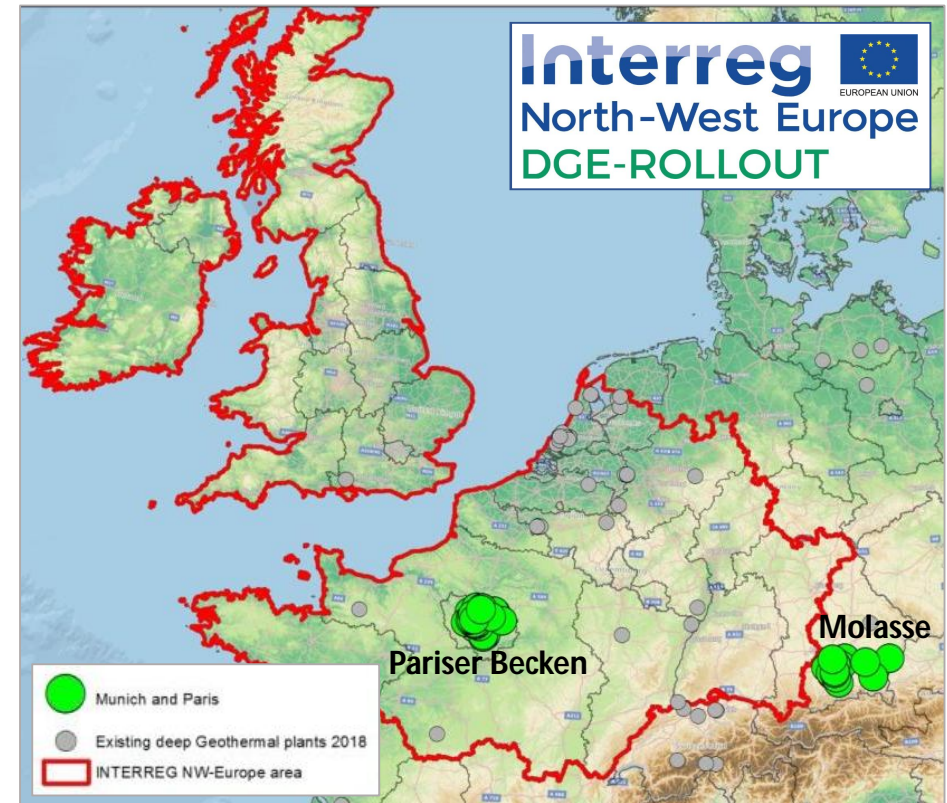 Interreg
EUROPEAN UNION
North-West Europe
DGE-ROLLOUT
Molasse
Pariser Becken
Munich and Paris
Existing deep Geothermal plants 2018
INTERREG NW-Europe area